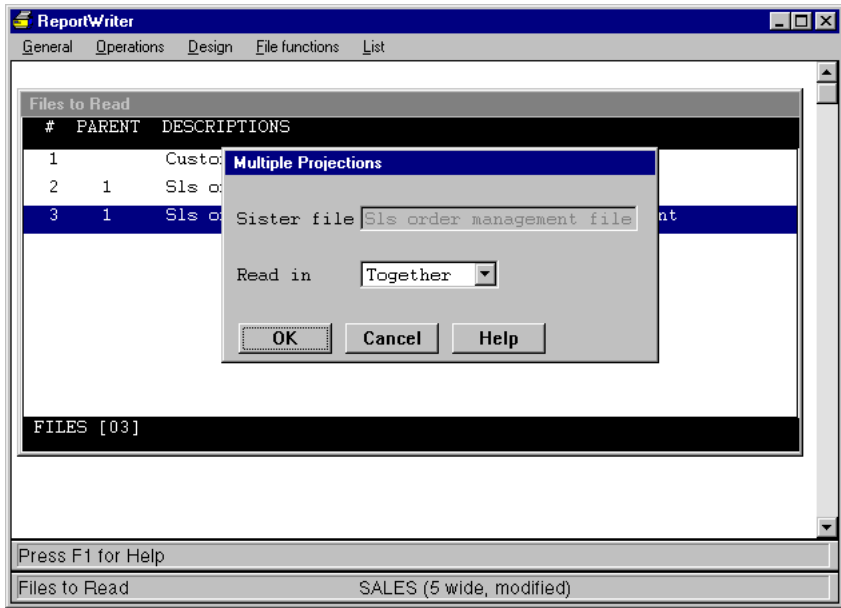 ReportWriter
General Operations Design File functions List
Files to Read
# PARENT DESCRIPTIONS
1 Custo
2 1 Sls o
3 1 Sls o nt
Multiple Projections
Sister file Sls order management file
Read in Together
OK Cancel Help
FILES [03]
Press F1 for Help
Files to Read SALES (5 wide, modified)